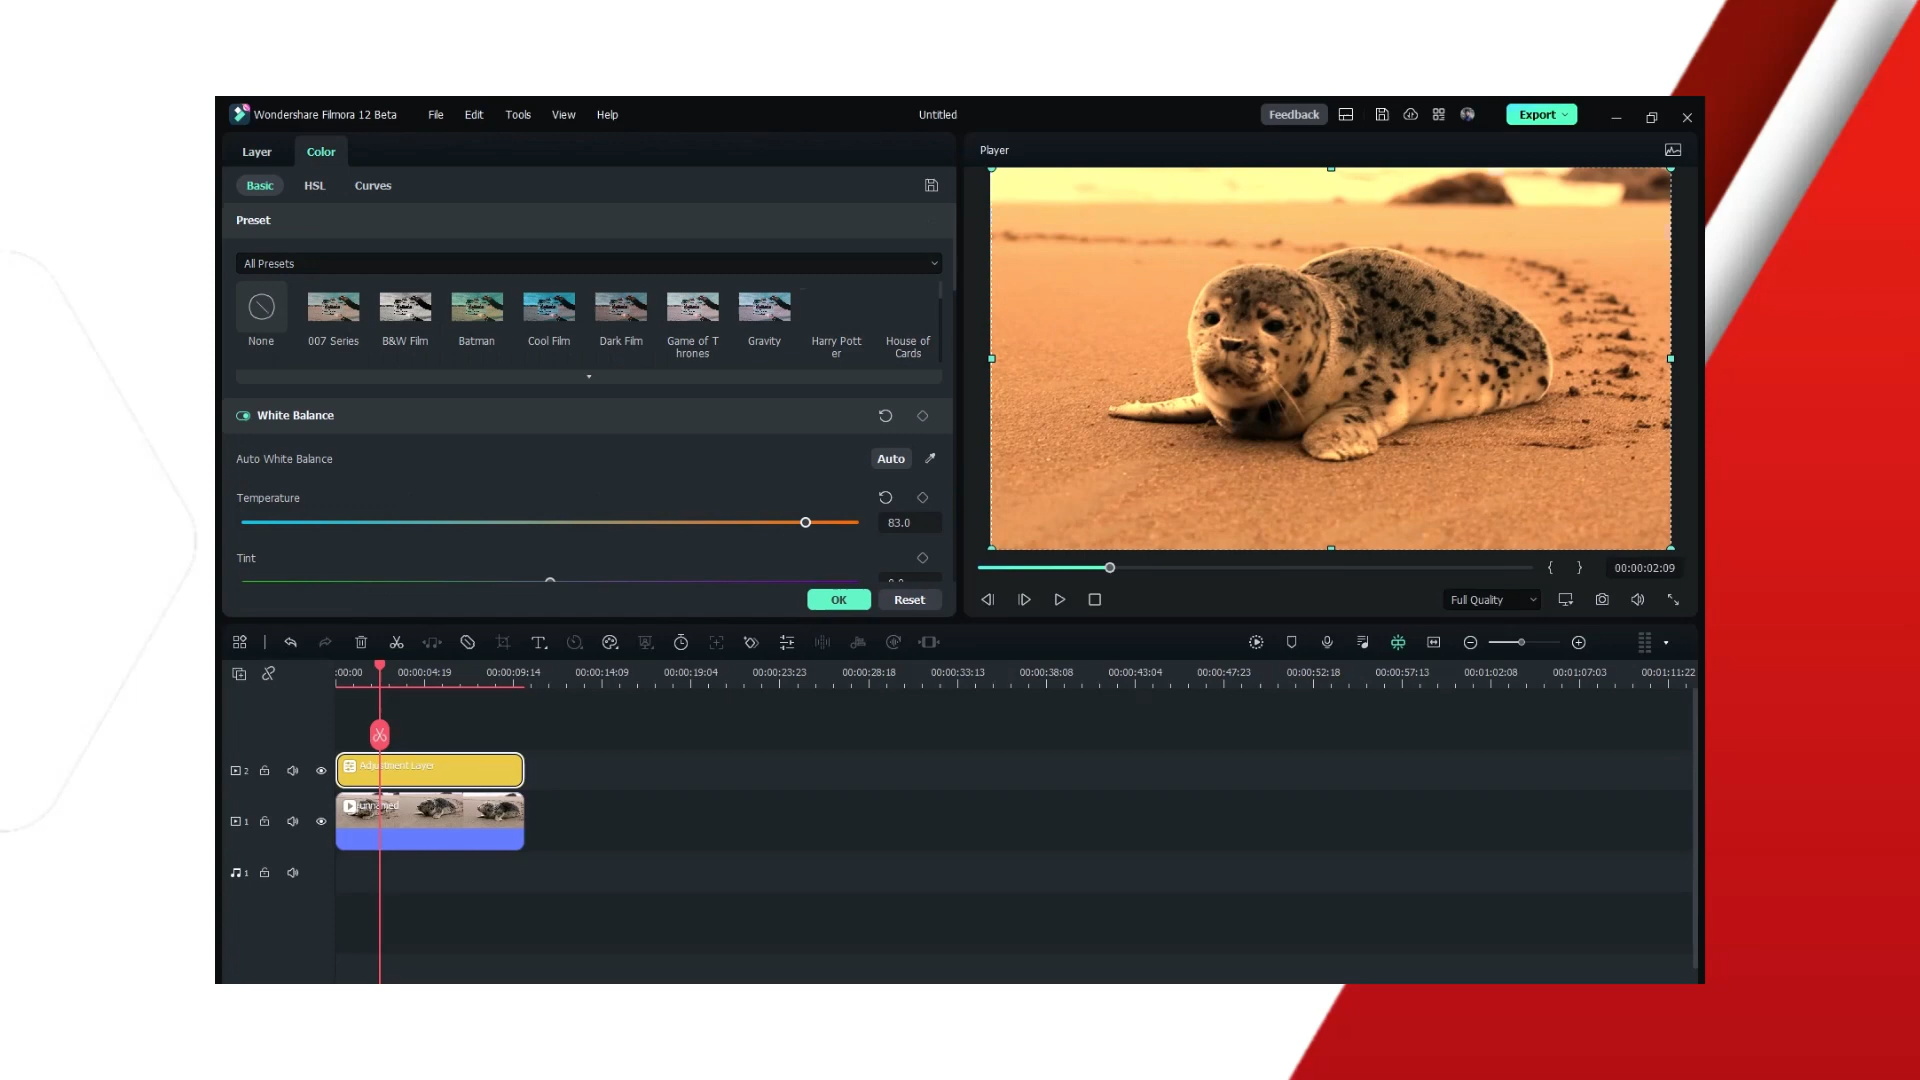 Wondershare Filmora 12 Beta File Edit Tools View Help Untitled Feedback Export
Layer Color
Player
Basic HSL Curves
Preset
All Presets
None 007 Series B&W Film Batman Cool Film Dark Film Game of T Gravity Harry Pott House of
hrones er Cards
White Balance
Auto White Balance Auto
Temperature
83.0
Tint
OK Reset
{ } 00:00:02:09
Full Quality
:00:00 00:00:04:19 00:00:09:14 00:00:14:09 00:00:19:04 00:00:23:23 00:00:28:18 00:00:33:13 00:00:38:08 00:00:43:04 00:00:47:23 00:00:52:18 00:00:57:13 00:01:02:08 00:01:07:03 00:01:11:22
2 Adjustment Layer
unnamed
1
1